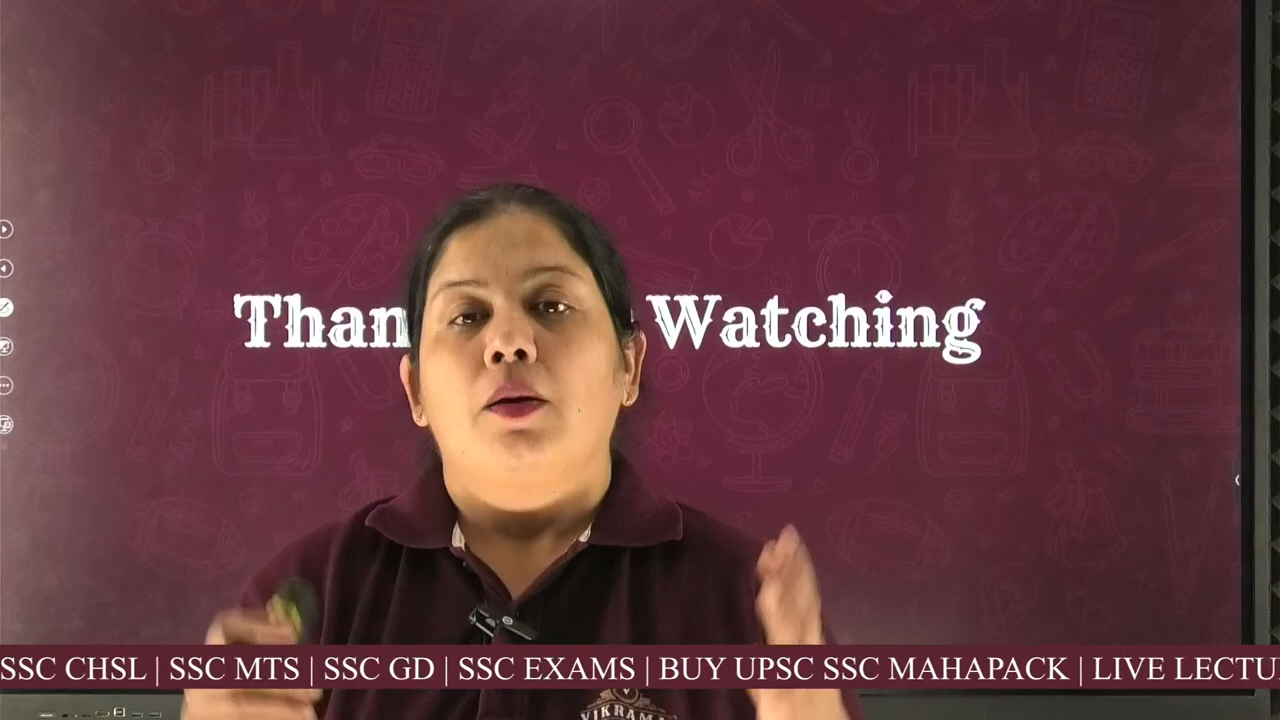 Than Watching
SSC CHSL | SSC MTS | SSC GD | SSC EXAMS | BUY UPSC SSC MAHAPACK | LIVE LECTU